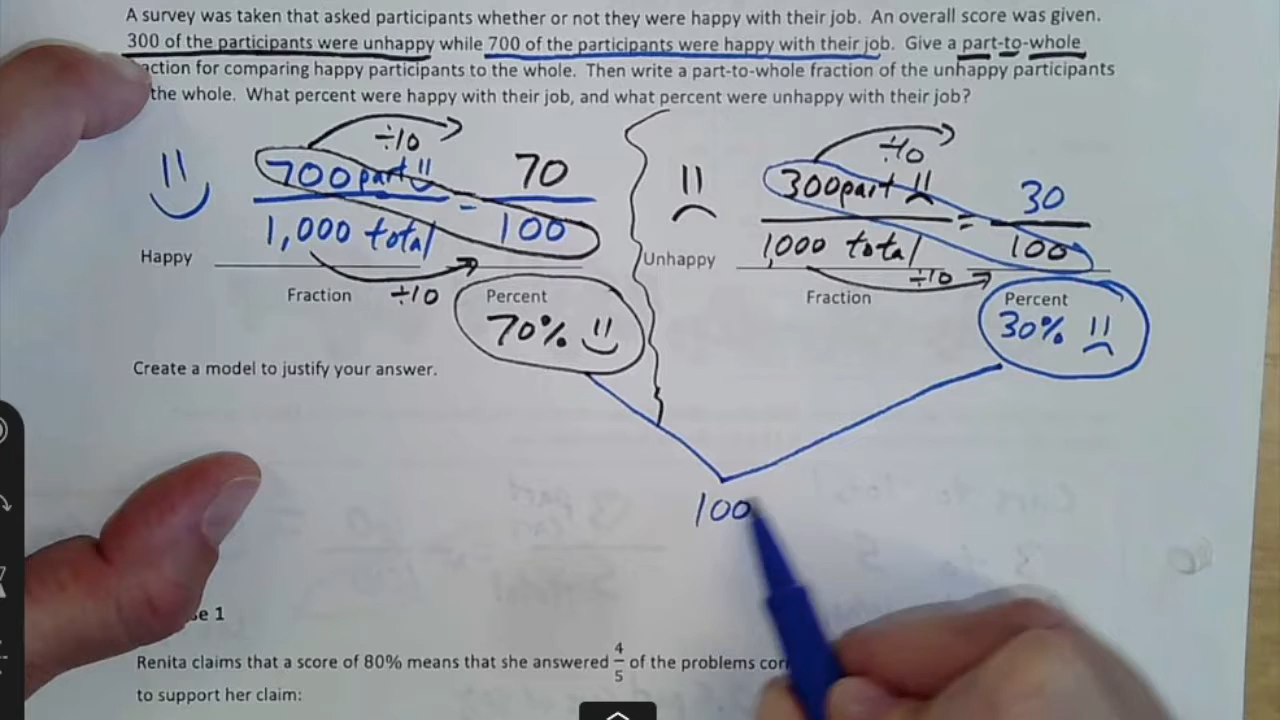 A survey was taken that asked participants whether or not they were happy with their job. An overall score was given.
300 of the participants were unhappy while 700 of the participants were happy with their job. Give a part-to-whole
action for comparing happy participants to the whole. Then write a part-to-whole fraction of the unhappy participants
the whole. What percent were happy with their job, and what percent were unhappy with their job?
÷10
700 part = 70
1,000 total 100
Happy
Fraction
÷10
Percent
70%
÷10
300 part = 30
1,000 total 100
Unhappy
÷10
Fraction
Percent
30%
Create a model to justify your answer.
100
se 1
Renita claims that a score of 80% means that she answered 4/5 of the problems
to support her claim: